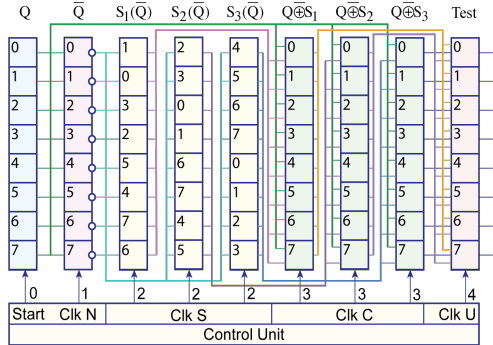 Q Q̅ S₁(Q̅) S₂(Q̅) S₃(Q̅) Q⊕̅S₁ Q⊕̅S₂ Q⊕̅S₃ Test
0 0 1 2 4 0 0 0 0
1 1 0 3 5 1 1 1 1
2 2 3 0 6 2 2 2 2
3 3 2 1 7 3 3 3 3
4 4 5 6 0 4 4 4 4
5 5 4 7 1 5 5 5 5
6 6 7 4 2 6 6 6 6
7 7 6 5 3 7 7 7 7
0 1 2 2 2 3 3 3 4
Start Clk N Clk S Clk C Clk U
Control Unit